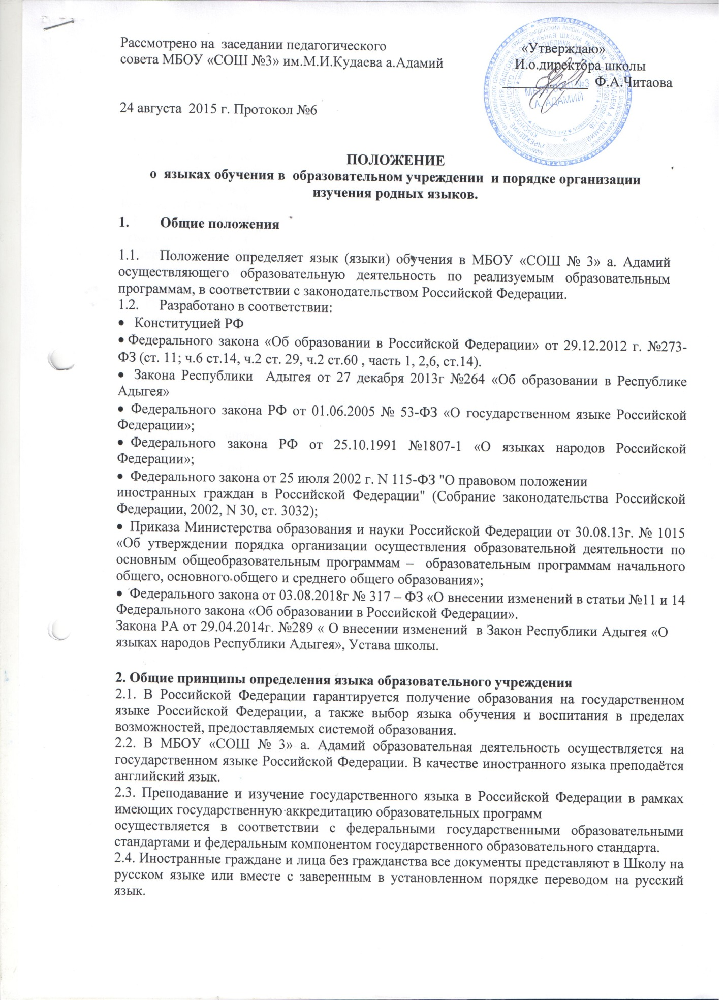 Рассмотрено на заседании педагогического
совета МБОУ «СОШ №3» им.М.И.Кудаева а.Адамий
24 августа 2015 г. Протокол №6
«Утверждаю»
И.о.директора школы
____________ Ф.А.Читаова
МБОУ СОШ №3
А. АДАМИЙ
ПОЛОЖЕНИЕ
о языках обучения в образовательном учреждении и порядке организации
изучения родных языков.
1. Общие положения
1.1. Положение определяет язык (языки) обучения в МБОУ «СОШ № 3» а. Адамий
осуществляющего образовательную деятельность по реализуемым образовательным
программам, в соответствии с законодательством Российской Федерации.
1.2. Разработано в соответствии:
• Конституцией РФ
• Федерального закона «Об образовании в Российской Федерации» от 29.12.2012 г. №273-
ФЗ (ст. 11; ч.6 ст.14, ч.2 ст. 29, ч.2 ст.60 , часть 1, 2,6, ст.14).
• Закона Республики Адыгея от 27 декабря 2013г №264 «Об образовании в Республике
Адыгея»
• Федерального закона РФ от 01.06.2005 № 53-ФЗ «О государственном языке Российской
Федерации»;
• Федерального закона РФ от 25.10.1991 №1807-1 «О языках народов Российской
Федерации»;
• Федерального закона от 25 июля 2002 г. N 115-ФЗ "О правовом положении
иностранных граждан в Российской Федерации" (Собрание законодательства Российской
Федерации, 2002, N 30, ст. 3032);
• Приказа Министерства образования и науки Российской Федерации от 30.08.13г. № 1015
«Об утверждении порядка организации осуществления образовательной деятельности по
основным общеобразовательным программам – образовательным программам начального
общего, основного общего и среднего общего образования»;
• Федерального закона от 03.08.2018г № 317 – ФЗ «О внесении изменений в статьи №11 и 14
Федерального закона «Об образовании в Российской Федерации».
Закона РА от 29.04.2014г. №289 « О внесении изменений в Закон Республики Адыгея «О
языках народов Республики Адыгея», Устава школы.
2. Общие принципы определения языка образовательного учреждения
2.1. В Российской Федерации гарантируется получение образования на государственном
языке Российской Федерации, а также выбор языка обучения и воспитания в пределах
возможностей, предоставляемых системой образования.
2.2. В МБОУ «СОШ № 3» а. Адамий образовательная деятельность осуществляется на
государственном языке Российской Федерации. В качестве иностранного языка преподаётся
английский язык.
2.3. Преподавание и изучение государственного языка в Российской Федерации в рамках
имеющих государственную аккредитацию образовательных программ
осуществляется в соответствии с федеральными государственными образовательными
стандартами и федеральным компонентом государственного образовательного стандарта.
2.4. Иностранные граждане и лица без гражданства все документы представляют в Школу на
русском языке или вместе с заверенным в установленном порядке переводом на русский
язык.